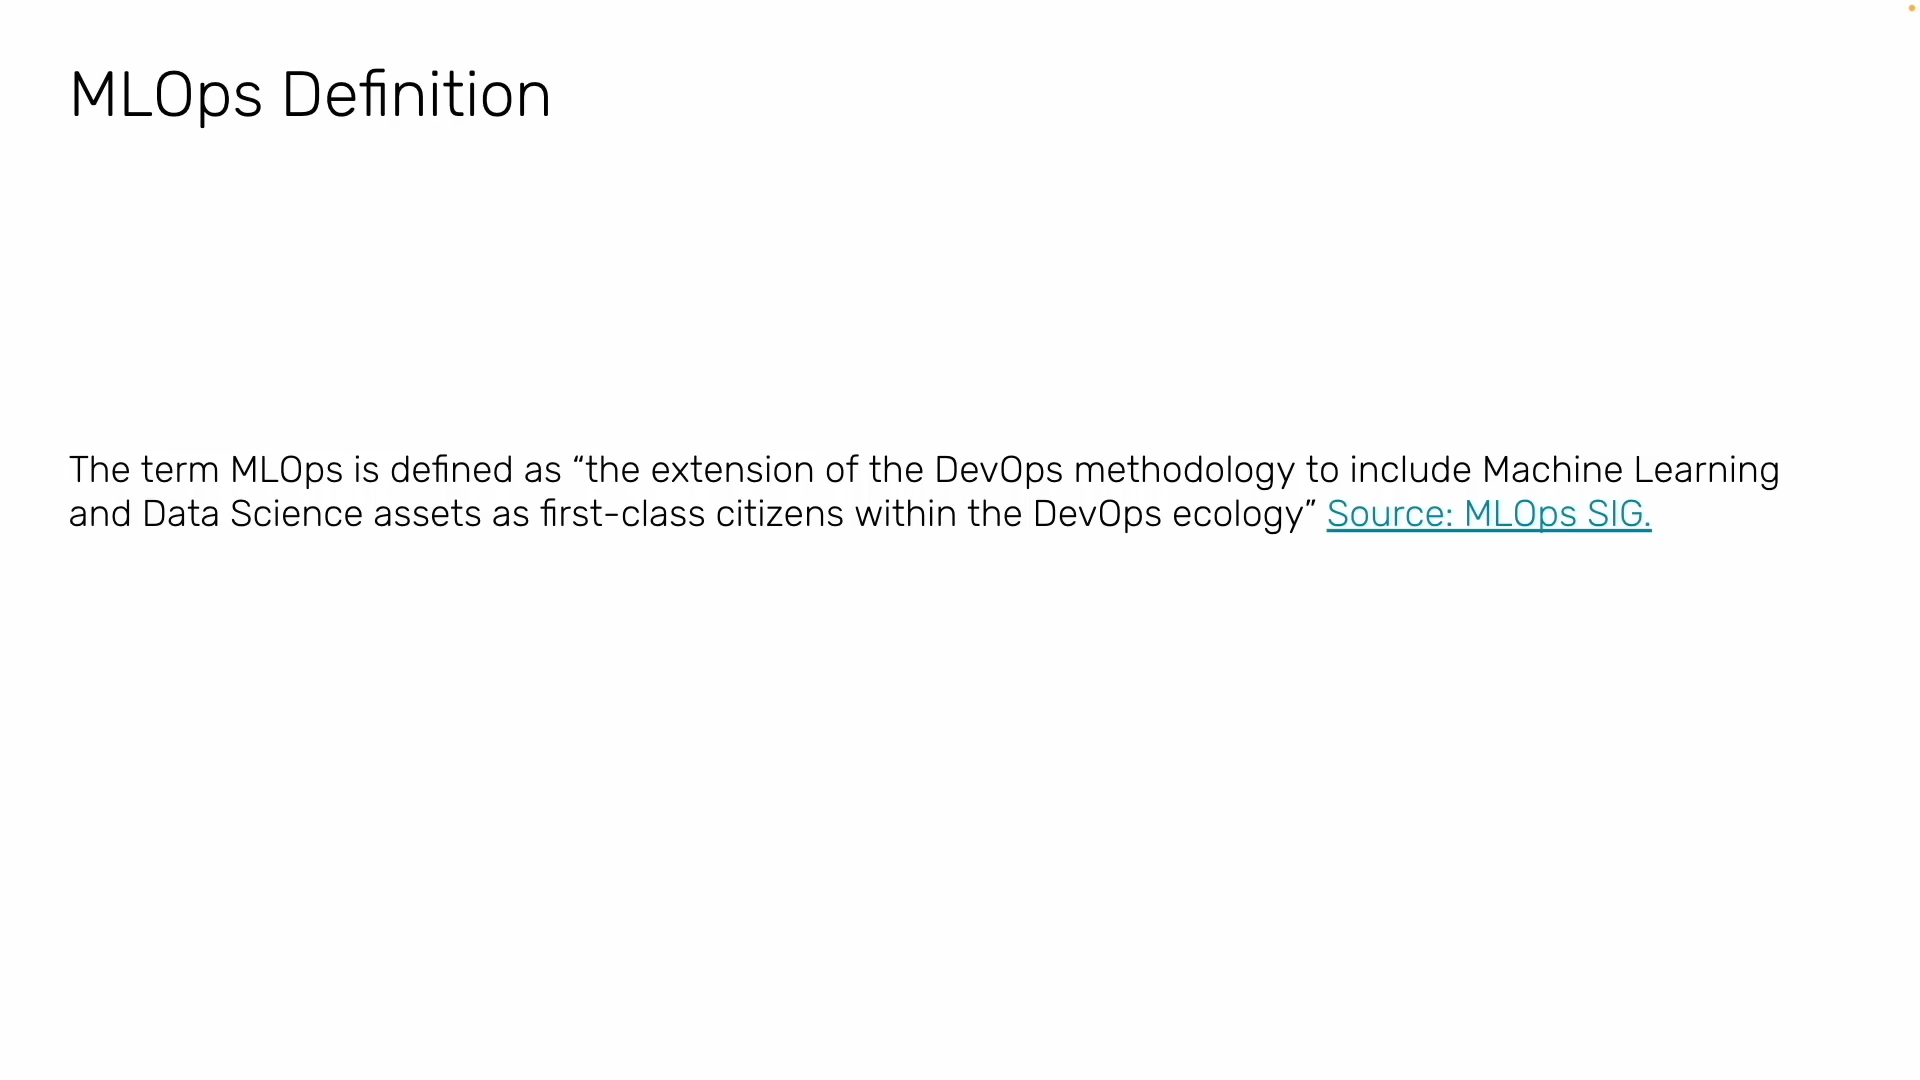 MLOps Definition
The term MLOps is defined as “the extension of the DevOps methodology to include Machine Learning
and Data Science assets as first-class citizens within the DevOps ecology” Source: MLOps SIG.